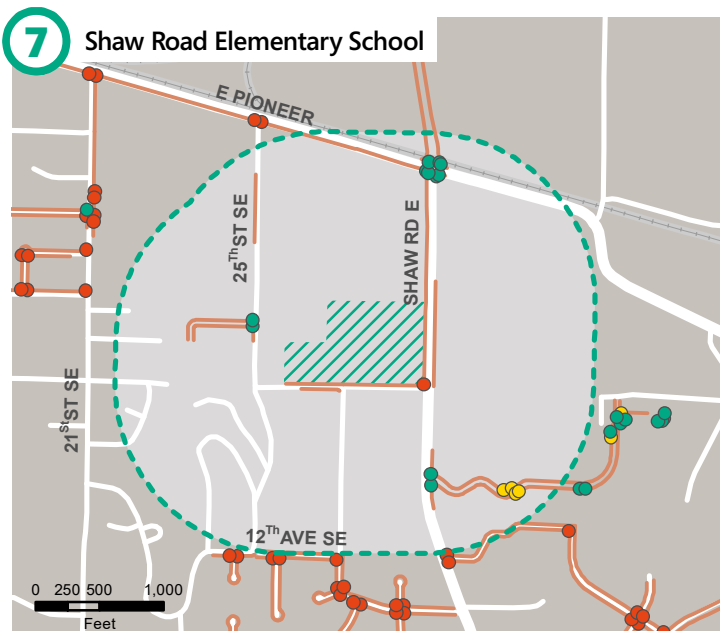 7 Shaw Road Elementary School
E PIONEER
25Th ST SE
SHAW RD E
21St ST SE
12Th AVE SE
0 250 500 1,000
Feet